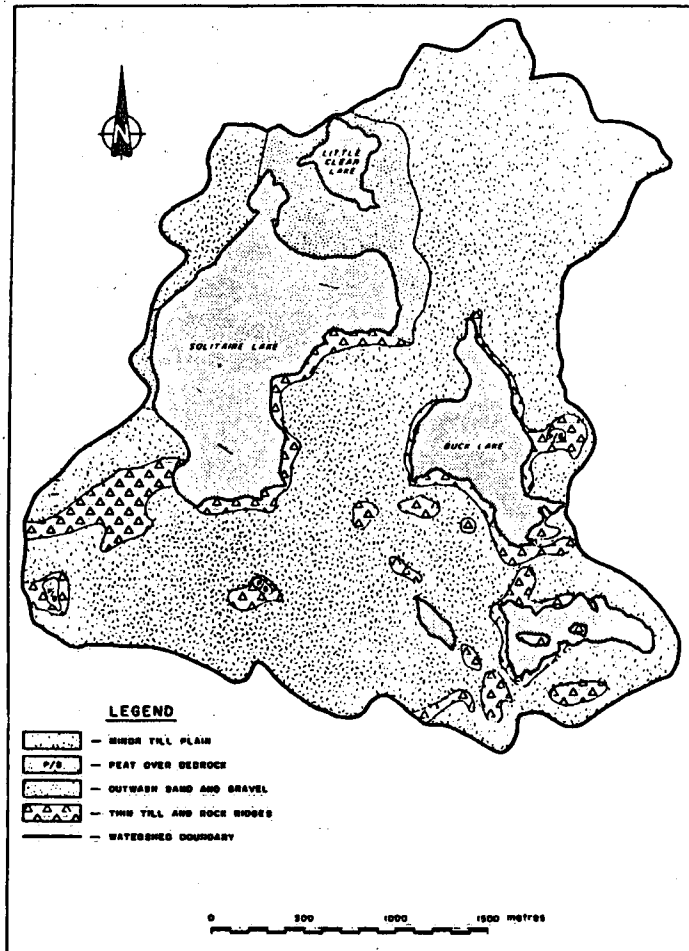 N
LITTLE
CLEAR
LAKE
SOLITAIRE LAKE
BUCK LAKE
P/B
P/B
P/B
LEGEND
— MINOR TILL PLAIN
P/B — PEAT OVER BEDROCK
— OUTWASH SAND AND GRAVEL
— THIN TILL AND ROCK RIDGES
— WATERSHED BOUNDARY
0 500 1000 1500 metres